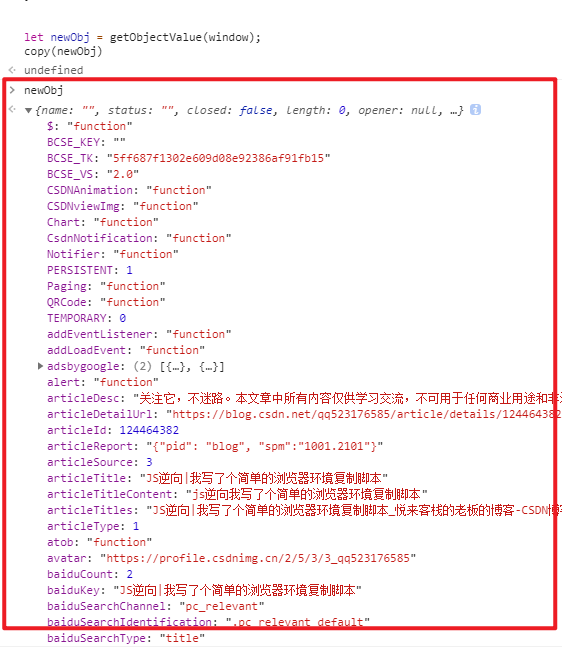 let newObj = getObjectValue(window);
copy(newObj)
undefined
newObj
{name: "", status: "", closed: false, length: 0, opener: null, …}
$: "function"
BCSE_KEY: ""
BCSE_TK: "5ff687f1302e609d08e92386af91fb15"
BCSE_VS: "2.0"
CSDNAnimation: "function"
CSDNviewImg: "function"
Chart: "function"
CsdnNotification: "function"
Notifier: "function"
PERSISTENT: 1
Paging: "function"
QRCode: "function"
TEMPORARY: 0
addEventListener: "function"
addLoadEvent: "function"
adsbygoogle: (2) [{…}, {…}]
alert: "function"
articleDesc: "关注它，不迷路。本文章中所有内容仅供学习交流，不可用于任何商业用途和非
articleDetailUrl: "https://blog.csdn.net/qq523176585/article/details/124464382
articleId: 124464382
articleReport: "{"pid": "blog", "spm":"1001.2101"}"
articleSource: 3
articleTitle: "JS逆向|我写了个简单的浏览器环境复制脚本"
articleTitleContent: "js逆向我写了个简单的浏览器环境复制脚本"
articleTitles: "JS逆向|我写了个简单的浏览器环境复制脚本_悦来客栈的老板的博客-CSDN博
articleType: 1
atob: "function"
avatar: "https://profile.csdnimg.cn/2/5/3/3_qq523176585"
baiduCount: 2
baiduKey: "JS逆向|我写了个简单的浏览器环境复制脚本"
baiduSearchChannel: "pc_relevant"
baiduSearchIdentification: ".pc_relevant_default"
baiduSearchType: "title"